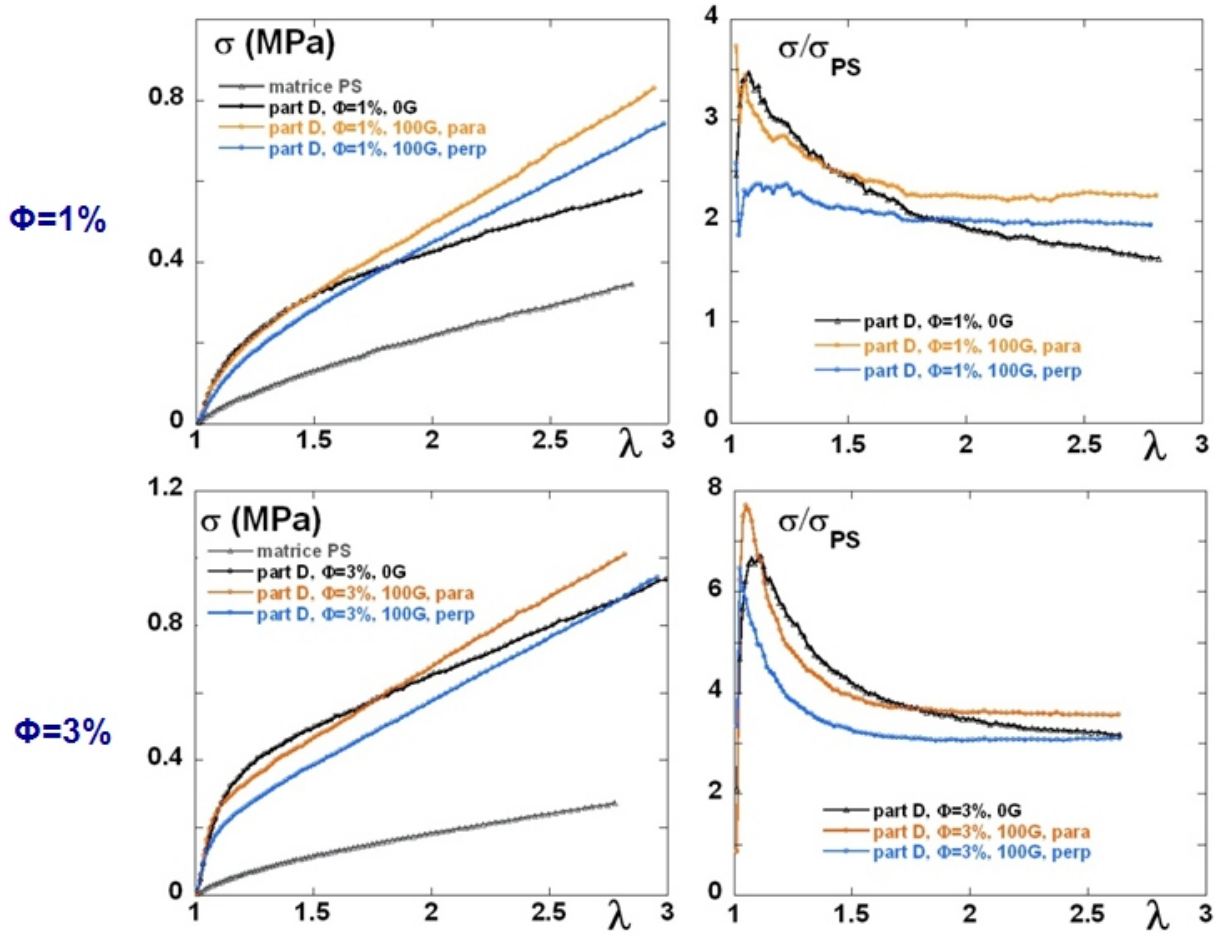 σ (MPa)
matrice PS
part D, Φ=1%, 0G
part D, Φ=1%, 100G, para
part D, Φ=1%, 100G, perp
0.8
0.4
0
1
1.5
2
2.5
λ
3
Φ=1%
σ/σPS
4
3
2
1
0
part D, Φ=1%, 0G
part D, Φ=1%, 100G, para
part D, Φ=1%, 100G, perp
1
1.5
2
2.5
λ
3
1.2
σ (MPa)
matrice PS
part D, Φ=3%, 0G
part D, Φ=3%, 100G, para
part D, Φ=3%, 100G, perp
0.8
0.4
0
1
1.5
2
2.5
λ
3
Φ=3%
8
σ/σPS
6
4
2
0
part D, Φ=3%, 0G
part D, Φ=3%, 100G, para
part D, Φ=3%, 100G, perp
1
1.5
2
2.5
λ
3